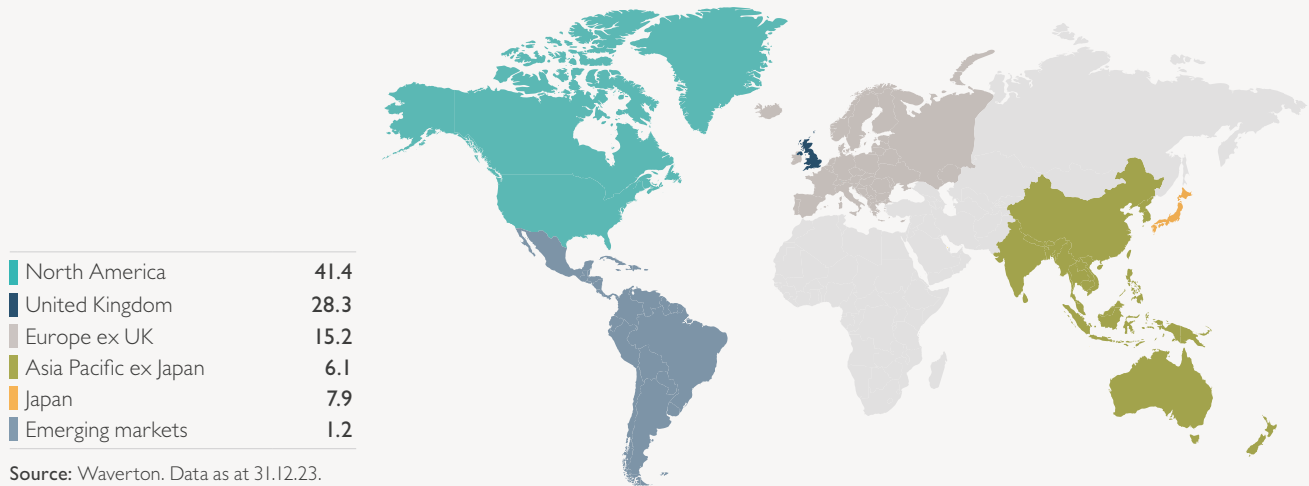 North America 41.4
United Kingdom 28.3
Europe ex UK 15.2
Asia Pacific ex Japan 6.1
Japan 7.9
Emerging markets 1.2
Source: Waverton. Data as at 31.12.23.